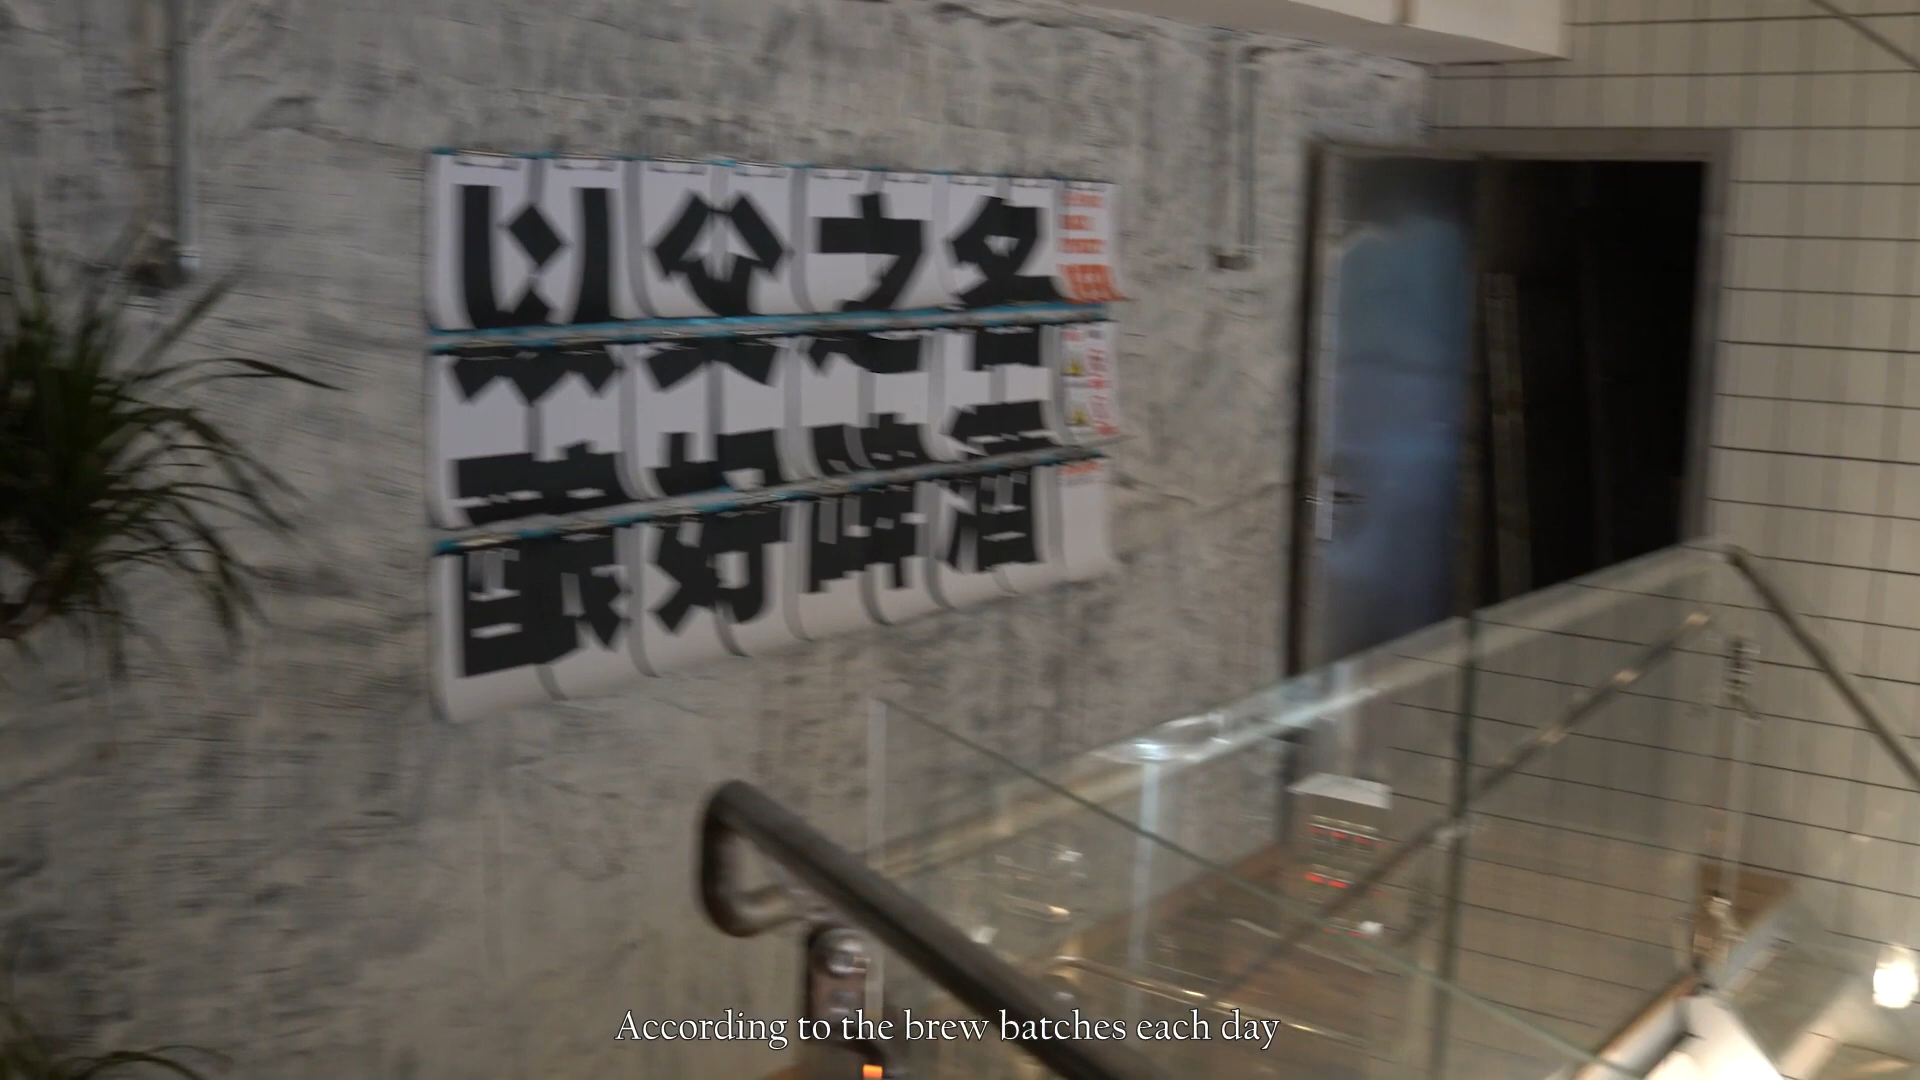 以父之名
最好啤酒
According to the brew batches each day